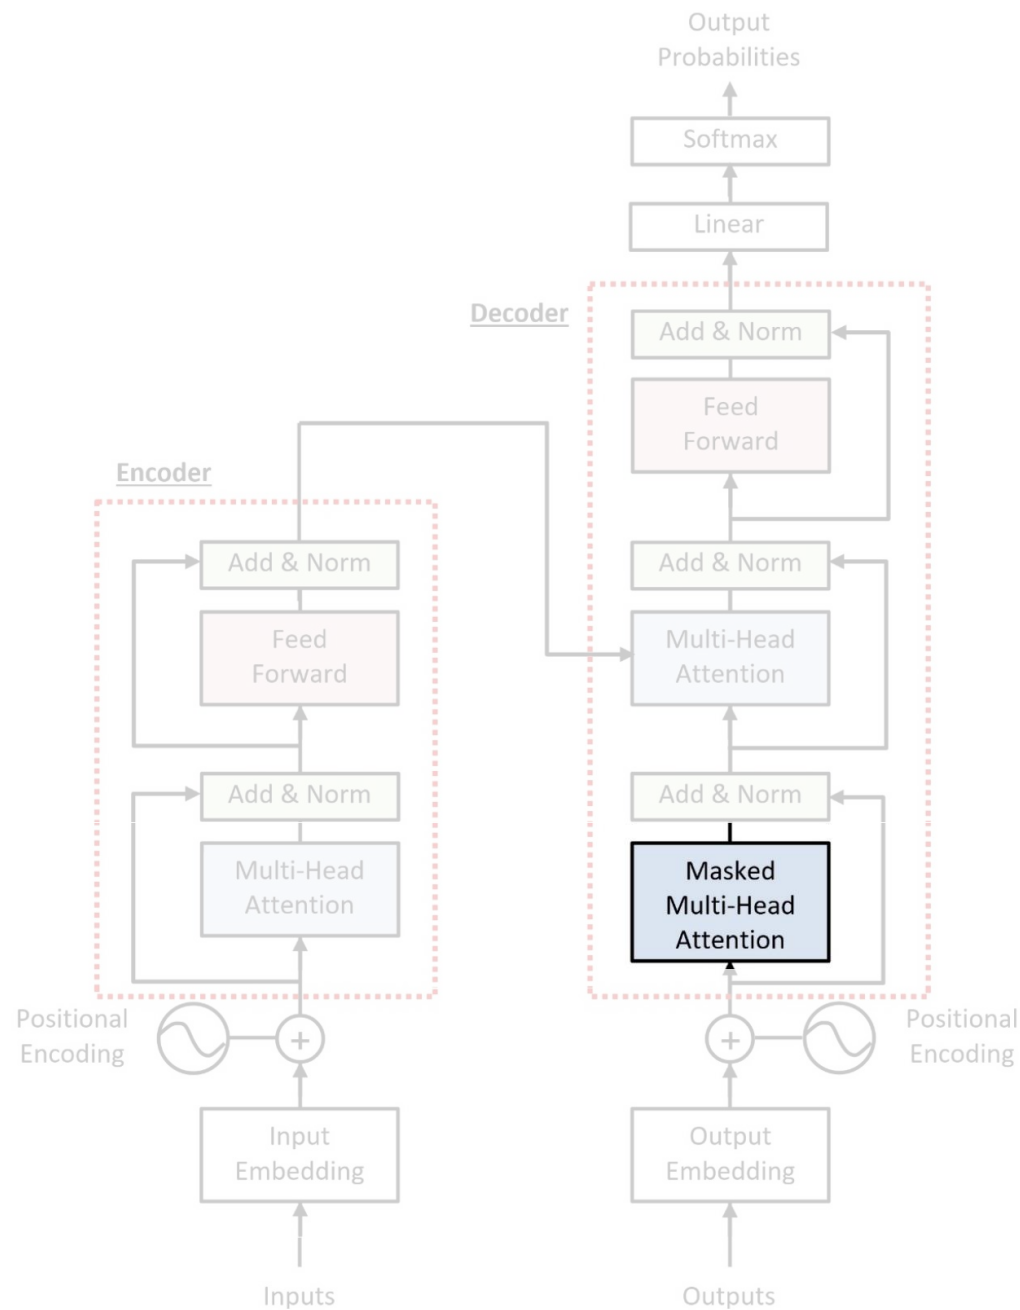 Output
Probabilities
Softmax
Linear
Decoder
Add & Norm
Feed
Forward
Encoder
Add & Norm
Add & Norm
Feed
Forward
Multi-Head
Attention
Add & Norm
Add & Norm
Multi-Head
Attention
Masked
Multi-Head
Attention
Positional
Encoding
+
+
Positional
Encoding
Input
Embedding
Output
Embedding
Inputs
Outputs